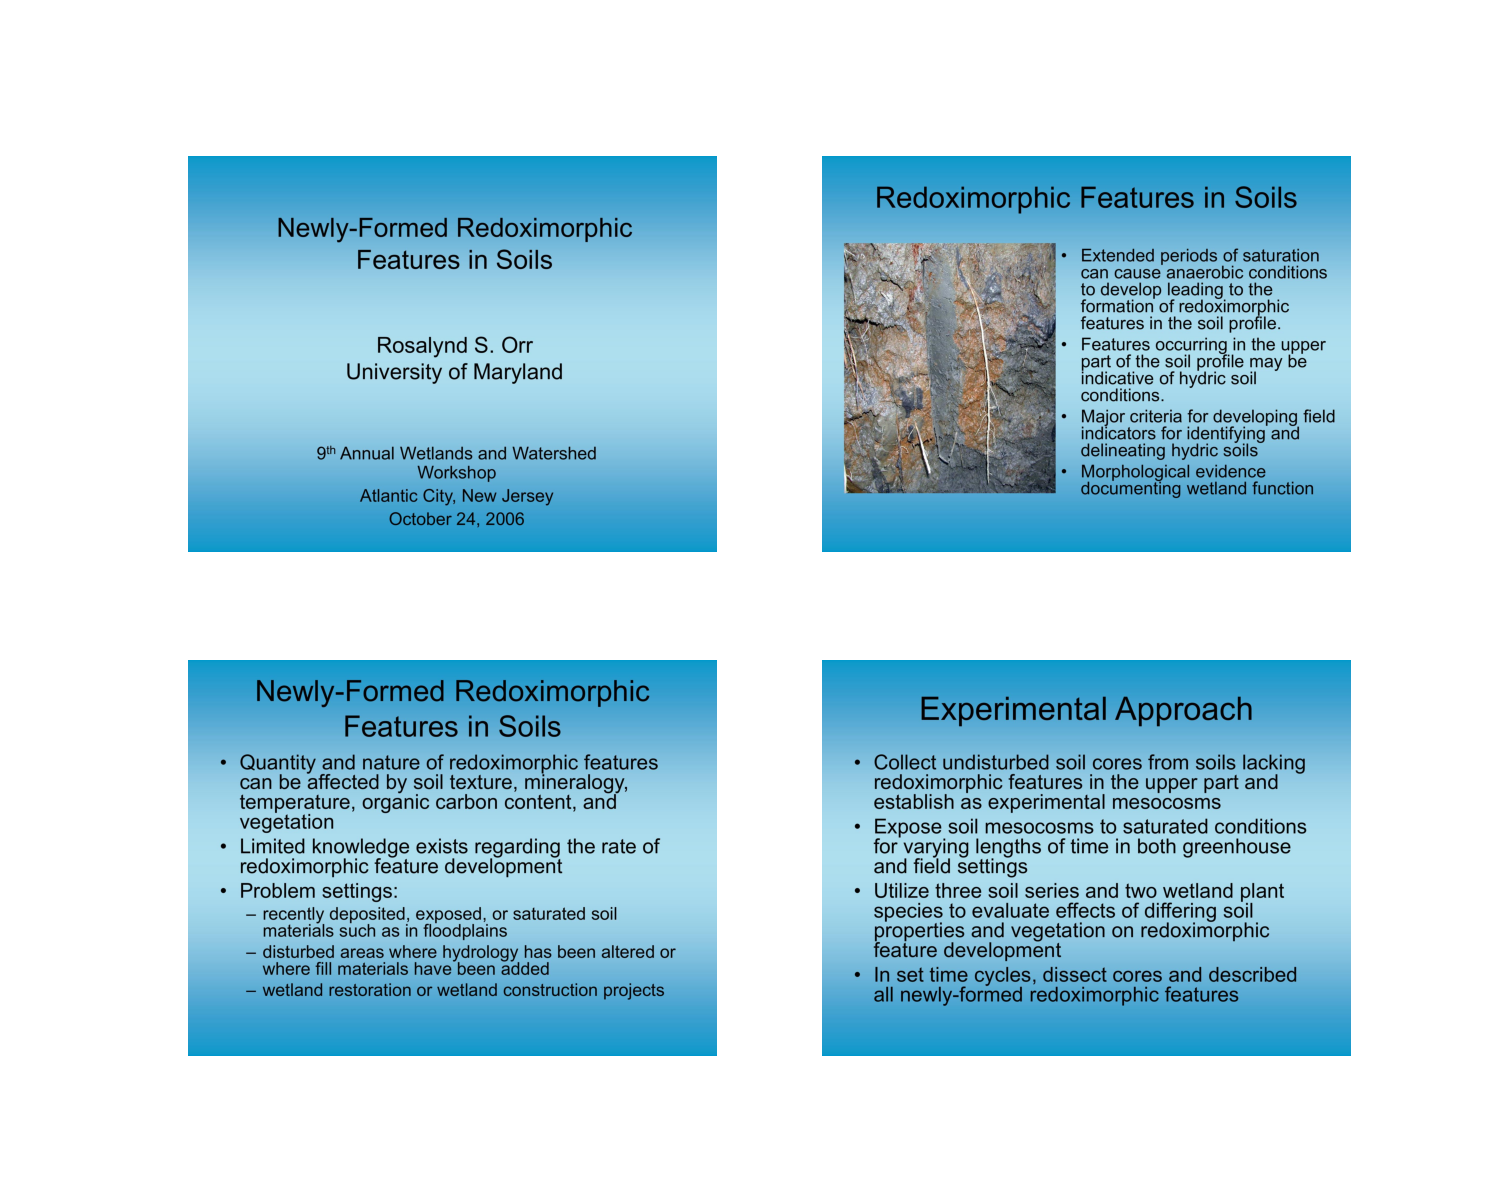 Newly-Formed Redoximorphic
Features in Soils
Rosalynd S. Orr
University of Maryland
9th Annual Wetlands and Watershed
Workshop
Atlantic City, New Jersey
October 24, 2006
Redoximorphic Features in Soils
• Extended periods of saturation
can cause anaerobic conditions
to develop leading to the
formation of redoximorphic
features in the soil profile.
• Features occurring in the upper
part of the soil profile may be
indicative of hydric soil
conditions.
• Major criteria for developing field
indicators for identifying and
delineating hydric soils
• Morphological evidence
documenting wetland function
Newly-Formed Redoximorphic
Features in Soils
• Quantity and nature of redoximorphic features
can be affected by soil texture, mineralogy,
temperature, organic carbon content, and
vegetation
• Limited knowledge exists regarding the rate of
redoximorphic feature development
• Problem settings:
– recently deposited, exposed, or saturated soil
materials such as in floodplains
– disturbed areas where hydrology has been altered or
where fill materials have been added
– wetland restoration or wetland construction projects
Experimental Approach
• Collect undisturbed soil cores from soils lacking
redoximorphic features in the upper part and
establish as experimental mesocosms
• Expose soil mesocosms to saturated conditions
for varying lengths of time in both greenhouse
and field settings
• Utilize three soil series and two wetland plant
species to evaluate effects of differing soil
properties and vegetation on redoximorphic
feature development
• In set time cycles, dissect cores and described
all newly-formed redoximorphic features